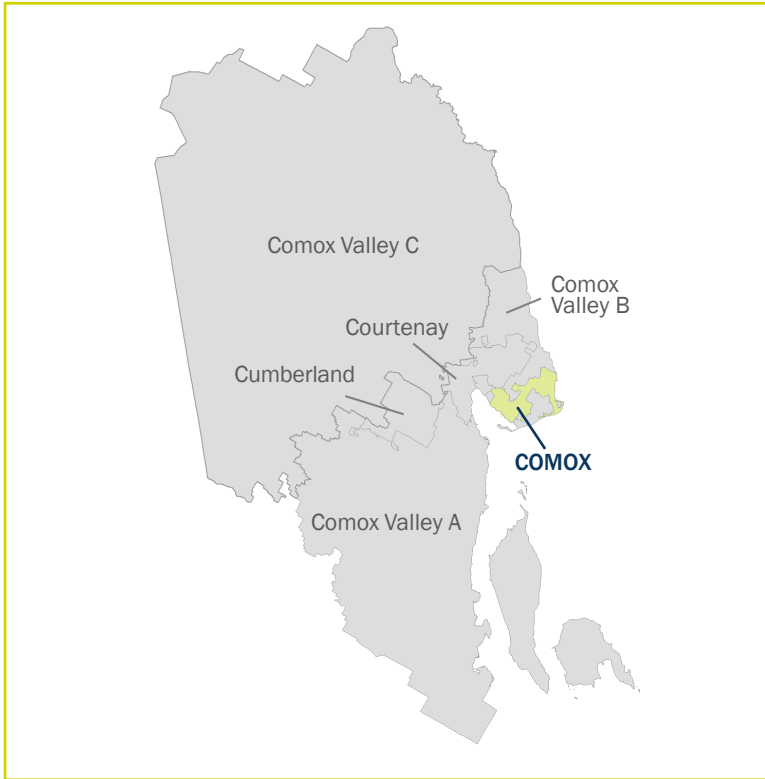 Comox Valley C
Comox
Valley B
Courtenay
Cumberland
COMOX
Comox Valley A